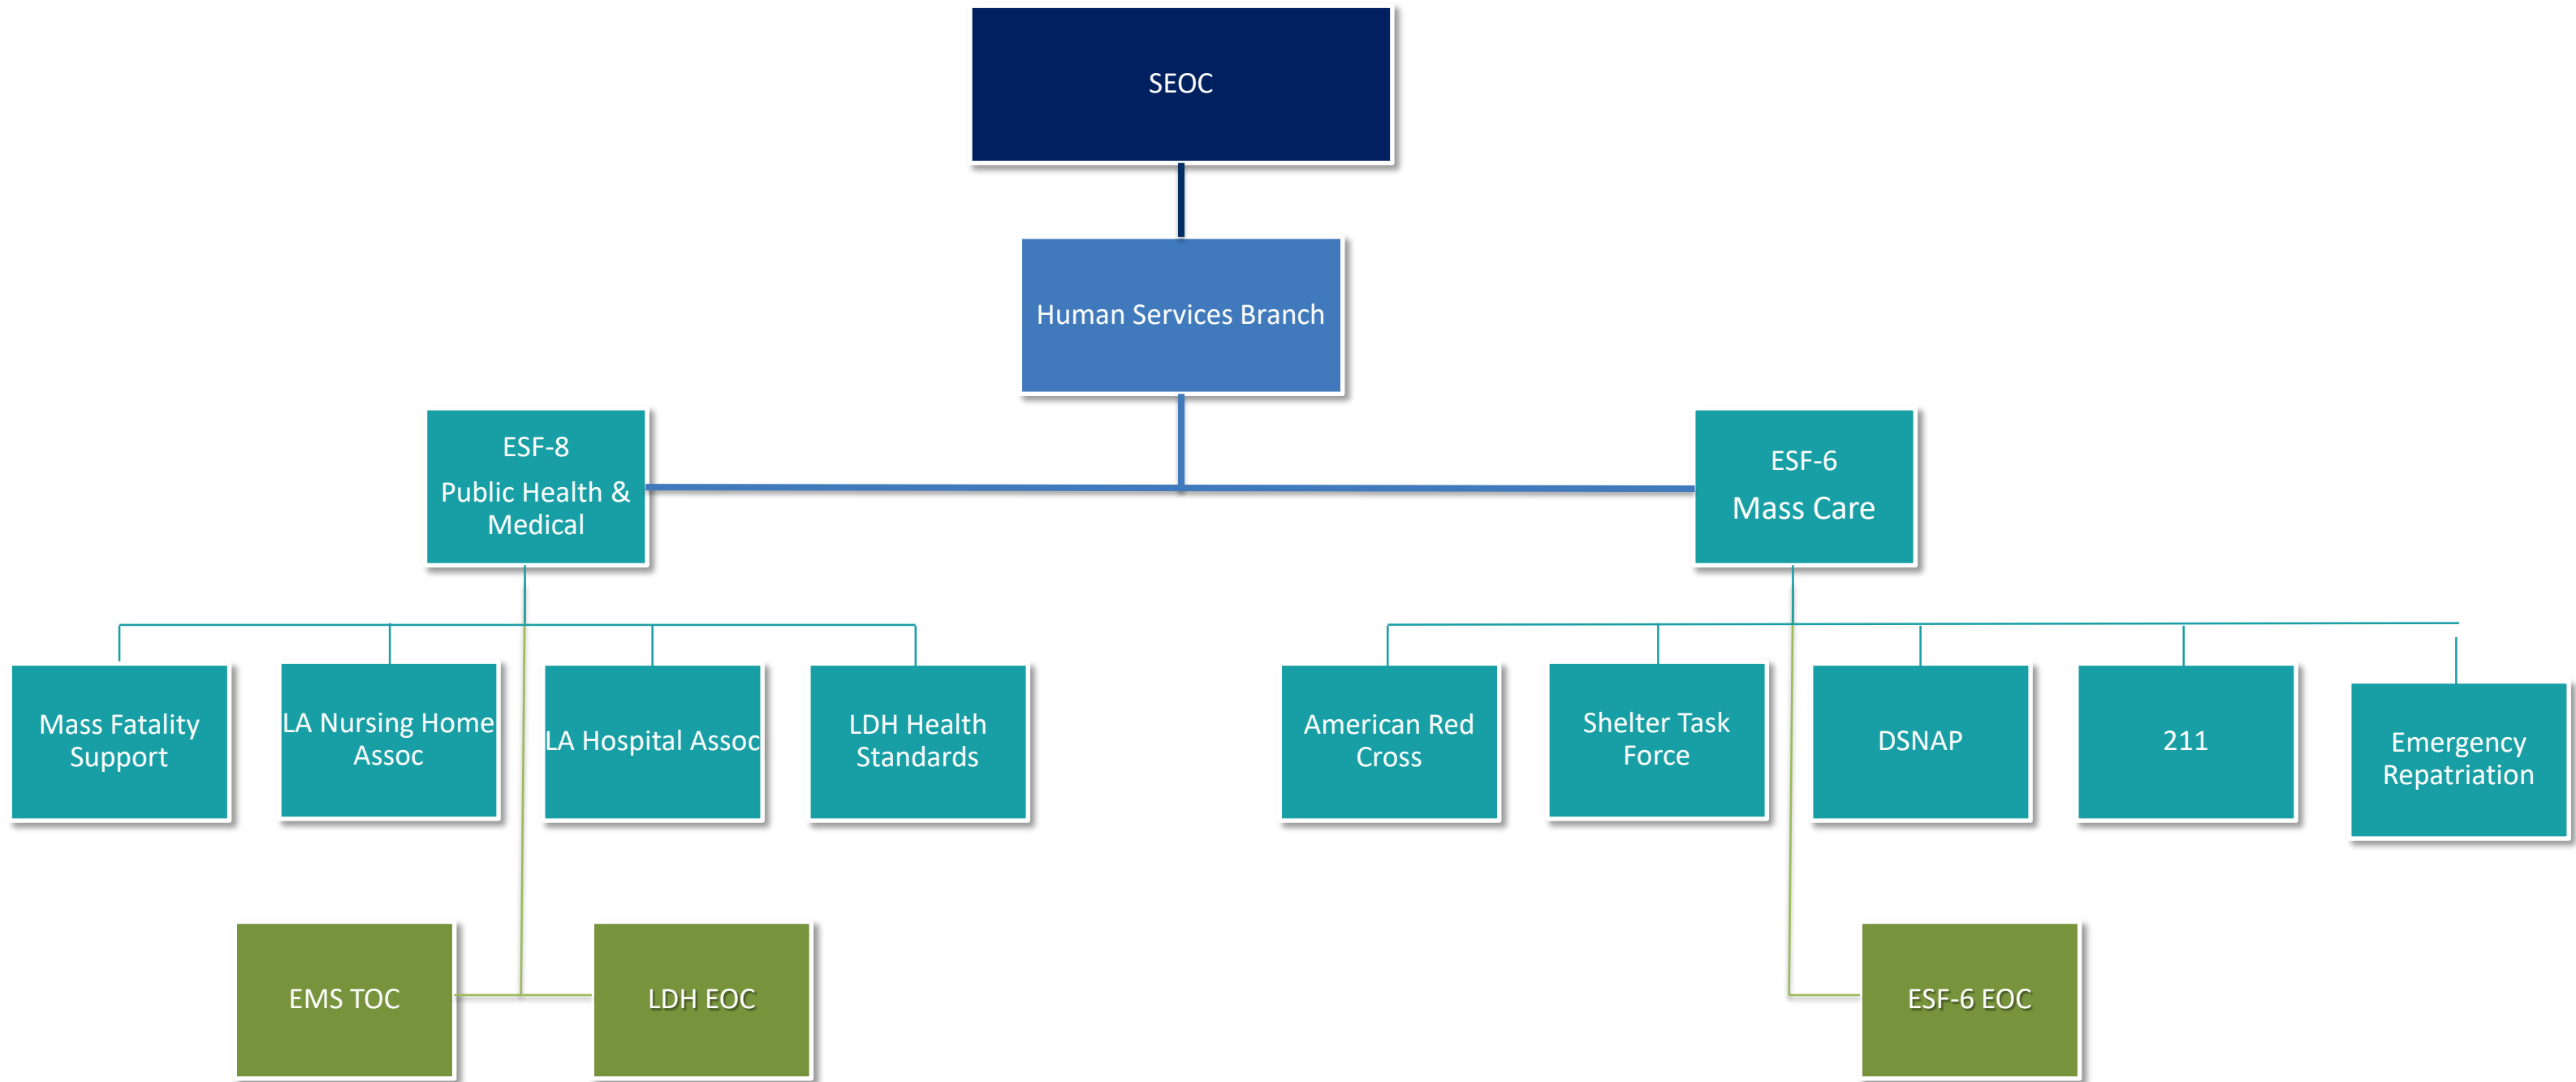 SEOC
Human Services Branch
ESF-8
Public Health &
Medical
ESF-6
Mass Care
Mass Fatality
Support
LA Nursing Home
Assoc
LA Hospital Assoc
LDH Health
Standards
American Red
Cross
Shelter Task
Force
DSNAP
211
Emergency
Repatriation
EMS TOC
LDH EOC
ESF-6 EOC